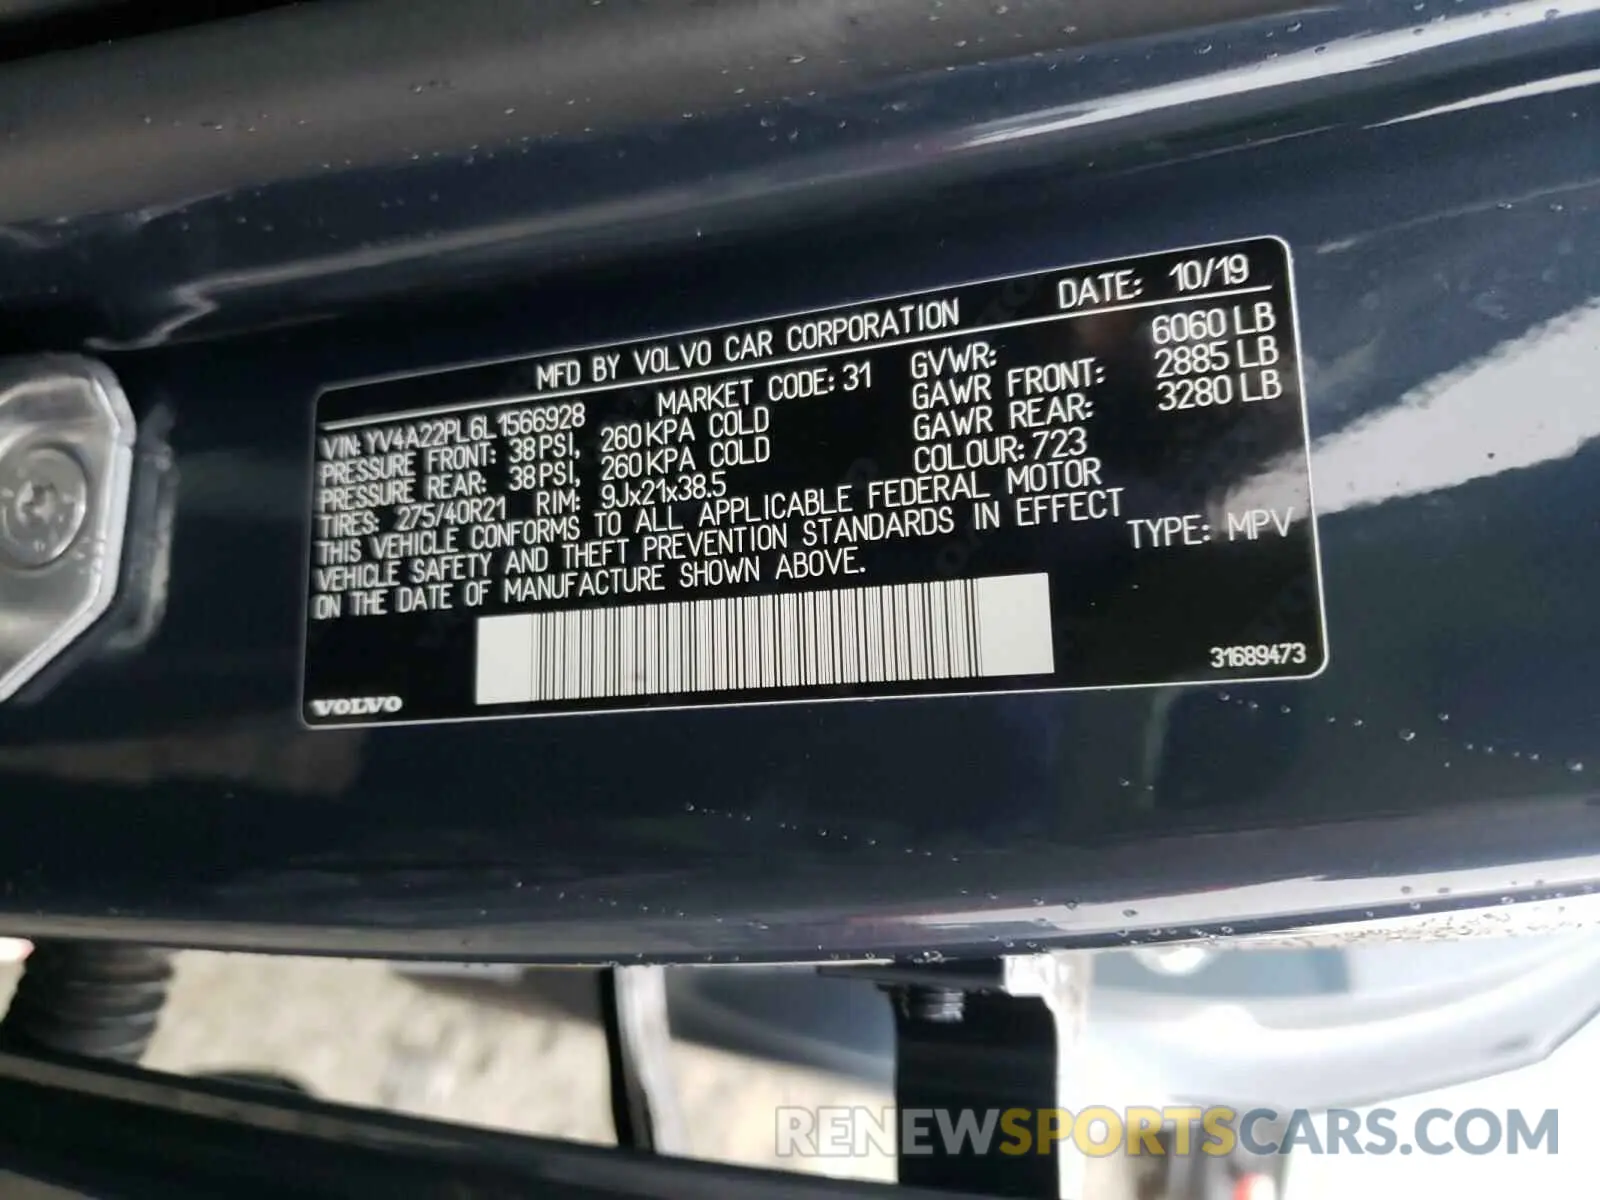 MFD BY VOLVO CAR CORPORATION DATE: 10/19
VIN: YV4A22PL6L1566928 MARKET CODE: 31 GVWR: 6060 LB
PRESSURE FRONT: 38 PSI, 260 KPA COLD GAWR FRONT: 2885 LB
PRESSURE REAR: 38 PSI, 260 KPA COLD GAWR REAR: 3280 LB
TIRES: 275/40R21 RIM: 9Jx21x38.5 COLOUR: 723
THIS VEHICLE CONFORMS TO ALL APPLICABLE FEDERAL MOTOR
VEHICLE SAFETY AND THEFT PREVENTION STANDARDS IN EFFECT
ON THE DATE OF MANUFACTURE SHOWN ABOVE. TYPE: MPV
31689473
VOLVO
RENEWSPORTSCARS.COM